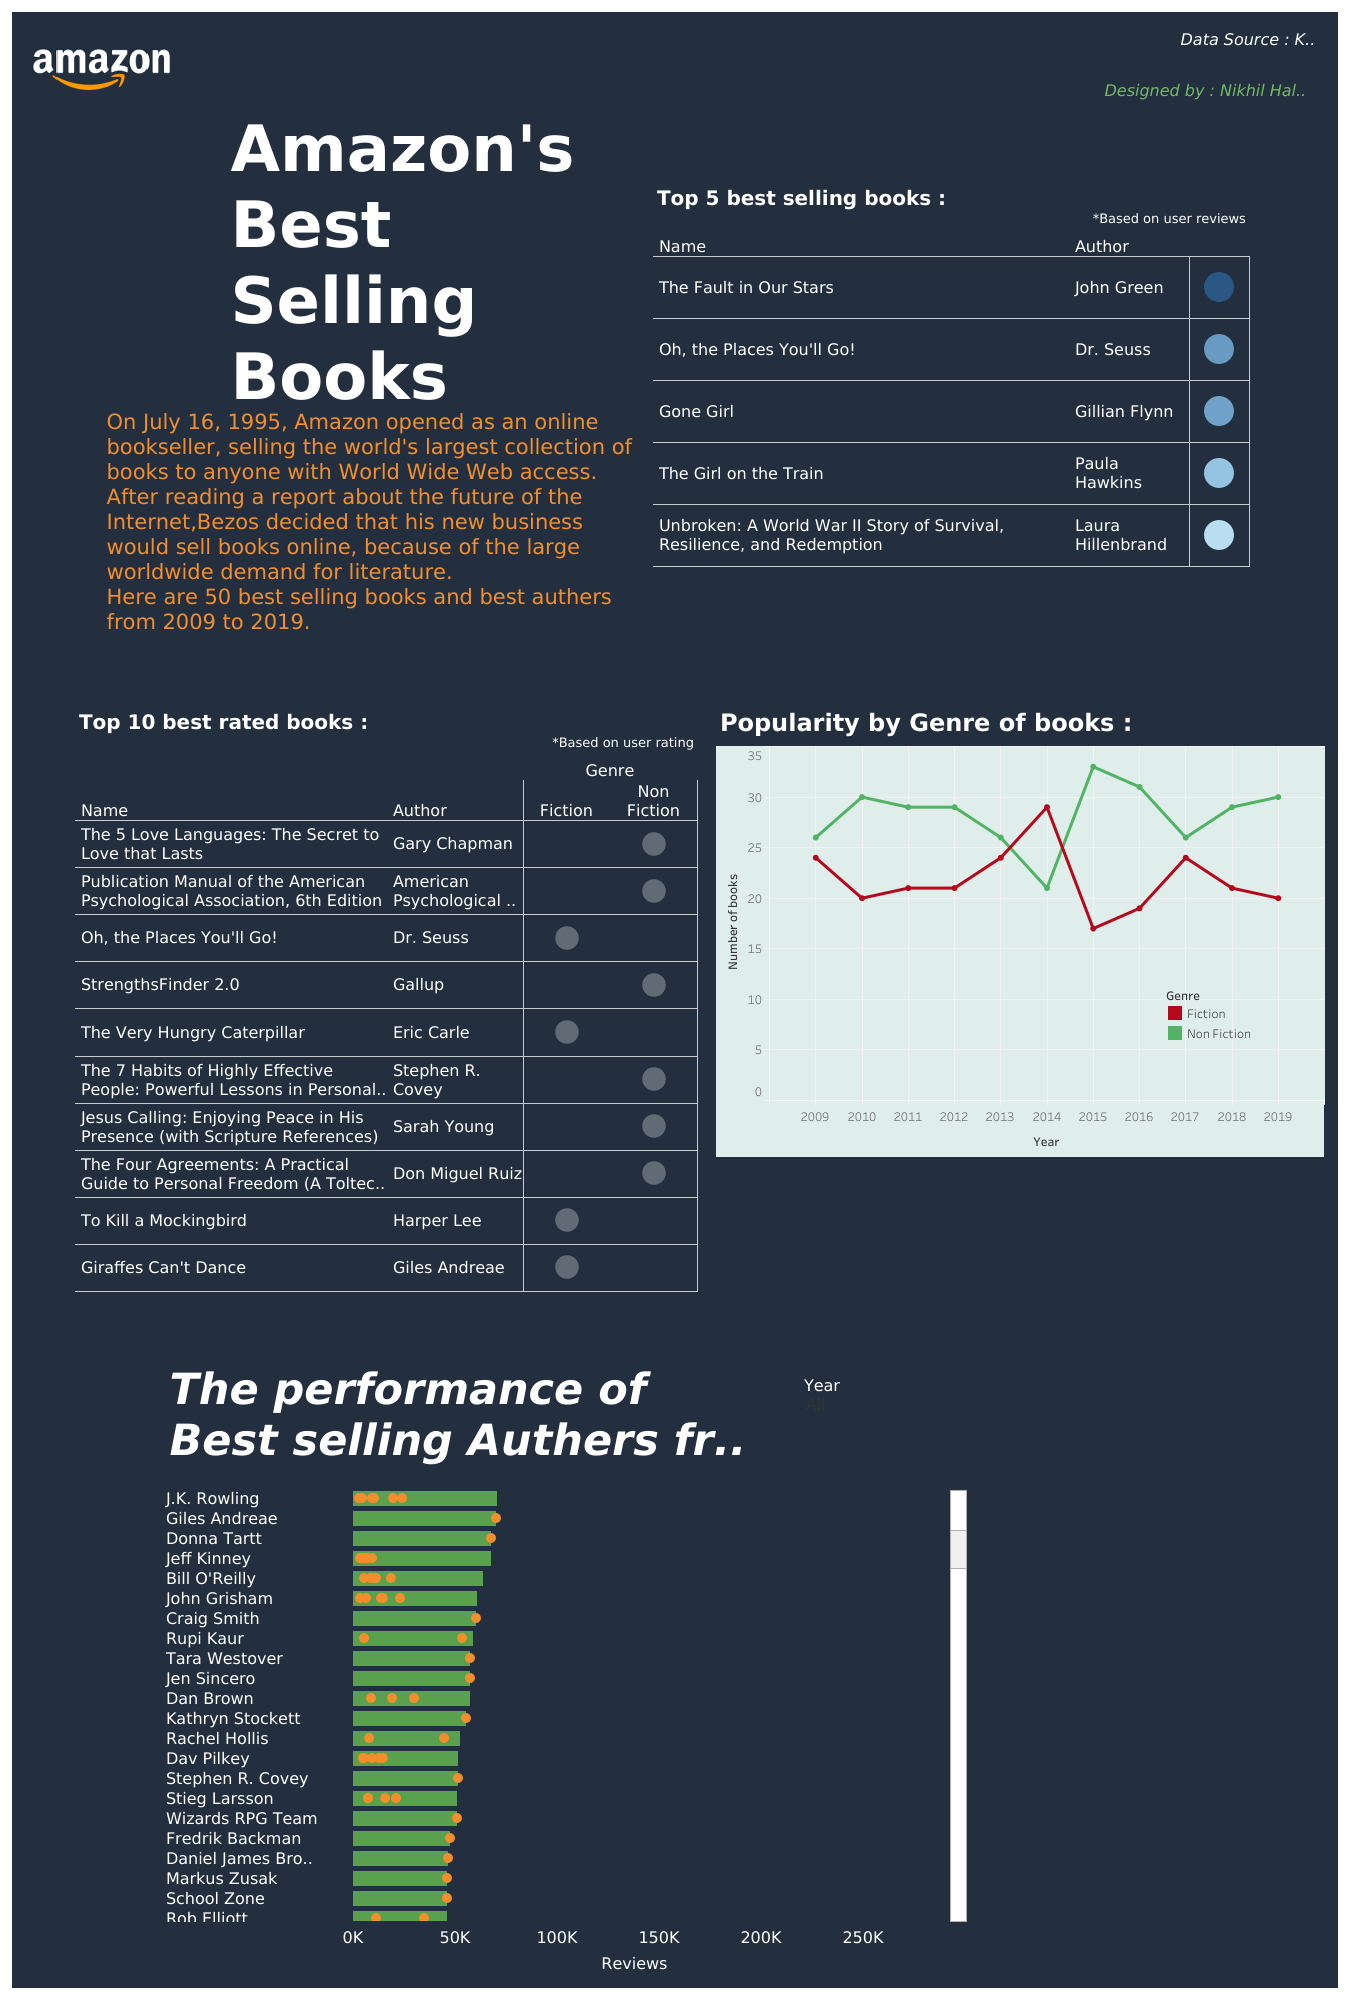 amazon
Data Source : K..
Designed by : Nikhil Hal..
Amazon's
Best
Selling
Books
On July 16, 1995, Amazon opened as an online
bookseller, selling the world's largest collection of
books to anyone with World Wide Web access.
After reading a report about the future of the
Internet,Bezos decided that his new business
would sell books online, because of the large
worldwide demand for literature.
Here are 50 best selling books and best authers
from 2009 to 2019.
Top 5 best selling books :
*Based on user reviews
Name Author
The Fault in Our Stars John Green
Oh, the Places You'll Go! Dr. Seuss
Gone Girl Gillian Flynn
The Girl on the Train Paula
Hawkins
Unbroken: A World War II Story of Survival, Laura
Resilience, and Redemption Hillenbrand
Top 10 best rated books :
*Based on user rating
Genre
Non
Name Author Fiction Fiction
The 5 Love Languages: The Secret to
Love that Lasts
Gary Chapman
Publication Manual of the American American
Psychological Association, 6th Edition Psychological ..
Oh, the Places You'll Go! Dr. Seuss
StrengthsFinder 2.0 Gallup
The Very Hungry Caterpillar Eric Carle
The 7 Habits of Highly Effective Stephen R.
People: Powerful Lessons in Personal.. Covey
Jesus Calling: Enjoying Peace in His
Presence (with Scripture References)
Sarah Young
The Four Agreements: A Practical
Guide to Personal Freedom (A Toltec..
Don Miguel Ruiz
To Kill a Mockingbird Harper Lee
Giraffes Can't Dance Giles Andreae
Popularity by Genre of books :
35
30
25
20
15
10
5
0
Number of books
Genre
Fiction
Non Fiction
2009 2010 2011 2012 2013 2014 2015 2016 2017 2018 2019
Year
The performance of
Best selling Authers fr..
Year
All
J.K. Rowling
Giles Andreae
Donna Tartt
Jeff Kinney
Bill O'Reilly
John Grisham
Craig Smith
Rupi Kaur
Tara Westover
Jen Sincero
Dan Brown
Kathryn Stockett
Rachel Hollis
Dav Pilkey
Stephen R. Covey
Stieg Larsson
Wizards RPG Team
Fredrik Backman
Daniel James Bro..
Markus Zusak
School Zone
Rob Elliott
0K 50K 100K 150K 200K 250K
Reviews